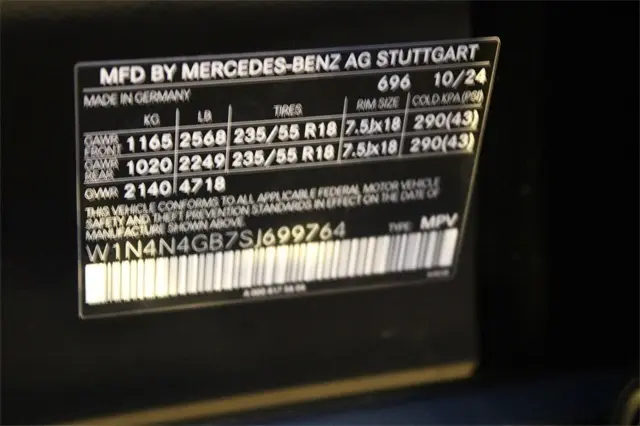 MFD BY MERCEDES-BENZ AG STUTTGART
696 10/24
MADE IN GERMANY
KG LB TIRES RIM SIZE COLD KPA(PSI)
GAWR FRONT 1165 2568 235/55 R18 7.5Jx18 290(43)
GAWR REAR 1020 2249 235/55 R18 7.5Jx18 290(43)
GVWR 2140 4718
THIS VEHICLE CONFORMS TO ALL APPLICABLE FEDERAL MOTOR VEHICLE
SAFETY AND THEFT PREVENTION STANDARDS IN EFFECT ON THE DATE OF
MANUFACTURE SHOWN ABOVE.
W1N4N4GB7SJ699764 TYPE: MPV